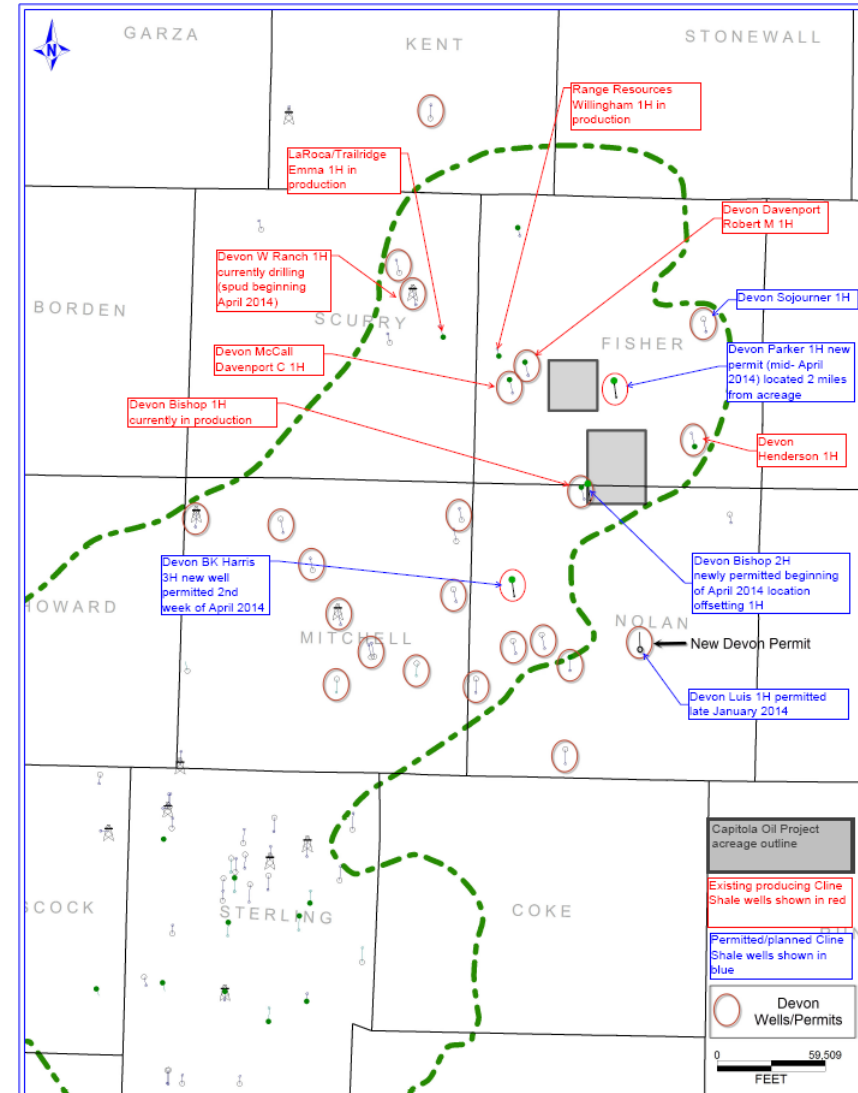 GARZA
KENT
STONEWALL
N
Range Resources
Willingham 1H in
production
LaRoca/Trailridge
Emma 1H in
production
Devon Davenport
Robert M 1H
Devon W Ranch 1H
currently drilling
(spud beginning
April 2014)
BORDEN
SCURRY
FISHER
Devon Sojourner 1H
Devon McCall
Davenport C 1H
Devon Parker 1H new
permit (mid- April
2014) located 2 miles
from acreage
Devon Bishop 1H
currently in production
Devon
Henderson 1H
Devon BK Harris
3H new well
permitted 2nd
week of April 2014
Devon Bishop 2H
newly permitted beginning
of April 2014 location
offsetting 1H
HOWARD
MITCHELL
NOLAN
New Devon Permit
Devon Luis 1H permitted
late January 2014
SCOCK
STERLING
COKE
Capitola Oil Project
acreage outline
Existing producing Cline
Shale wells shown in red
Permitted/planned Cline
Shale wells shown in
blue
Devon
Wells/Permits
0 59,509
FEET